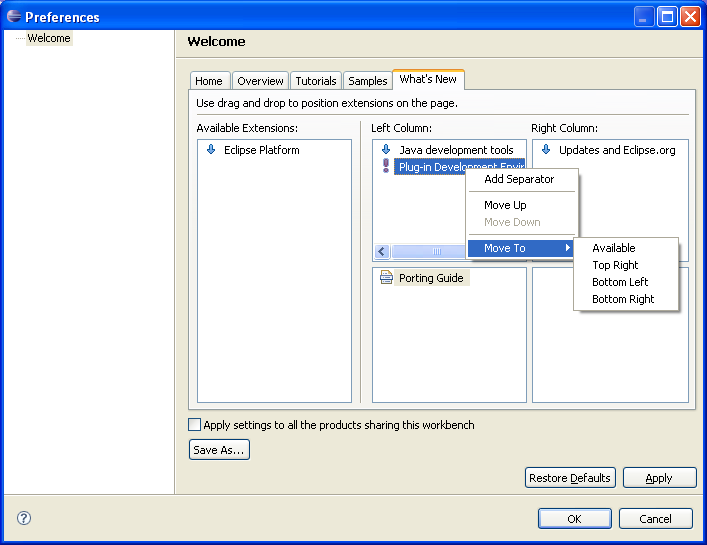 Preferences
Welcome
Welcome
Home Overview Tutorials Samples What's New
Use drag and drop to position extensions on the page.
Available Extensions: Left Column: Right Column:
Eclipse Platform Java development tools Updates and Eclipse.org
Plug-in Development Envir
Add Separator
Move Up
Move Down
Move To
Available
Top Right
Bottom Left
Bottom Right
Porting Guide
Apply settings to all the products sharing this workbench
Save As...
Restore Defaults Apply
OK Cancel